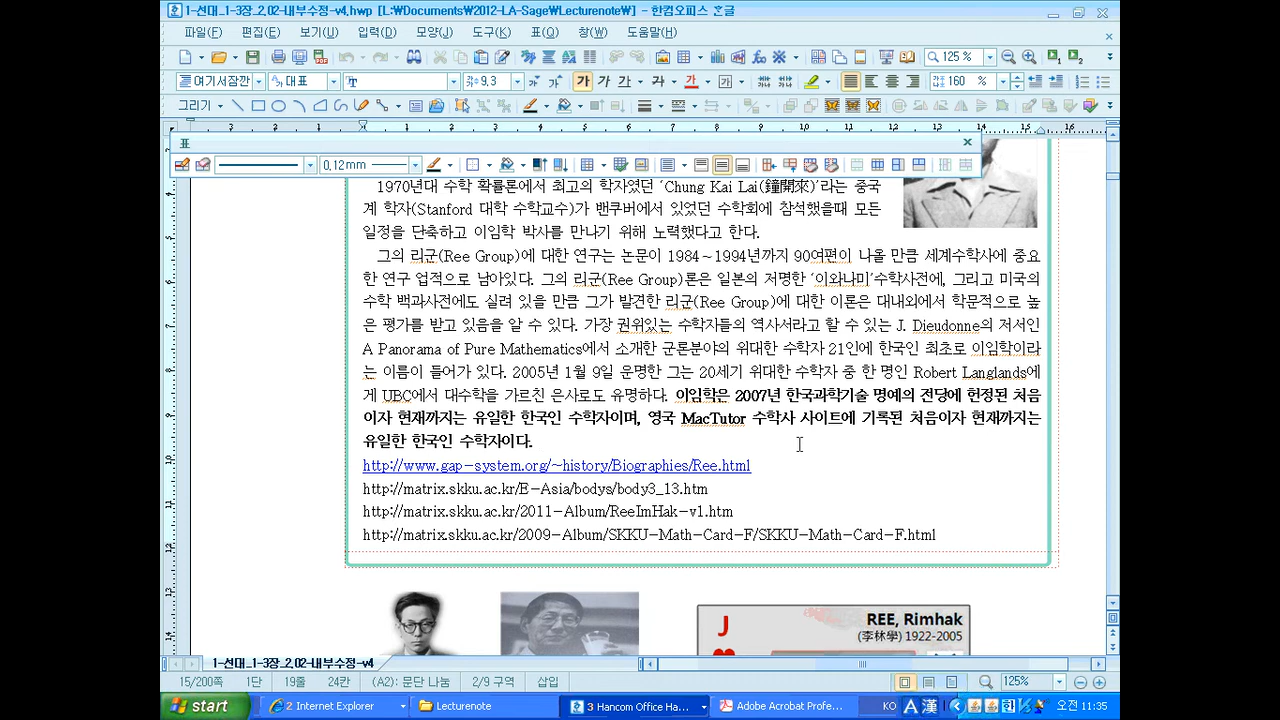 1-선대_1-3장_2,02-내부수정-v4.hwp [L:\Documents\2012-LA-Sage\Lecturenote\] - 한컴오피스 흔글
파일(F) 편집(E) 보기(U) 입력(D) 모양(J) 도구(K) 표(Q) 창(W) 도움말(H)
125 %
여기서잠깐 대표 9.3 가 가 가 가 가 가 160 %
그리기
3 2 1 1 2 3 4 5 6 7 8 9 10 11 12 13 14 15 16
표
0,12mm
1970년대 수학 확률론에서 최고의 학자였던 'Chung Kai Lai(鐘開來)'라는 중국
계 학자(Stanford 대학 수학교수)가 밴쿠버에서 있었던 수학회에 참석했을때 모든
일정을 단축하고 이임학 박사를 만나기 위해 노력했다고 한다.
그의 리군(Ree Group)에 대한 연구는 논문이 1984~1994년까지 90여편이 나올 만큼 세계수학사에 중요
한 연구 업적으로 남아있다. 그의 리군(Ree Group)론은 일본의 저명한 '이와나미'수학사전에, 그리고 미국의
수학 백과사전에도 실려 있을 만큼 그가 발견한 리군(Ree Group)에 대한 이론은 대내외에서 학문적으로 높
은 평가를 받고 있음을 알 수 있다. 가장 권위있는 수학자들의 역사서라고 할 수 있는 J. Dieudonne의 저서인
A Panorama of Pure Mathematics에서 소개한 군론분야의 위대한 수학자 21인에 한국인 최초로 이임학이라
는 이름이 들어가 있다. 2005년 1월 9일 운명한 그는 20세기 위대한 수학자 중 한 명인 Robert Langlands에
게 UBC에서 대수학을 가르친 은사로도 유명하다. 이임학은 2007년 한국과학기술 명예의 전당에 헌정된 처음
이자 현재까지는 유일한 한국인 수학자이며, 영국 MacTutor 수학사 사이트에 기록된 처음이자 현재까지는
유일한 한국인 수학자이다.
http://www.gap-system.org/~history/Biographies/Ree.html
http://matrix.skku.ac.kr/E-Asia/bodys/body3_13.htm
http://matrix.skku.ac.kr/2011-Album/ReeImHak-v1.htm
http://matrix.skku.ac.kr/2009-Album/SKKU-Math-Card-F/SKKU-Math-Card-F.html
J
REE, Rimhak
(李林學) 1922-2005
1-선대_1-3장_2,02-내부수정-v4
15/200쪽 1단 19줄 24칸 (A2): 문단 나눔 2/9 구역 삽입 125%
start 2 Internet Explorer Lecturenote 3 Hancom Office Ha... Adobe Acrobat Profe... KO A 漢 한 오전 11:35